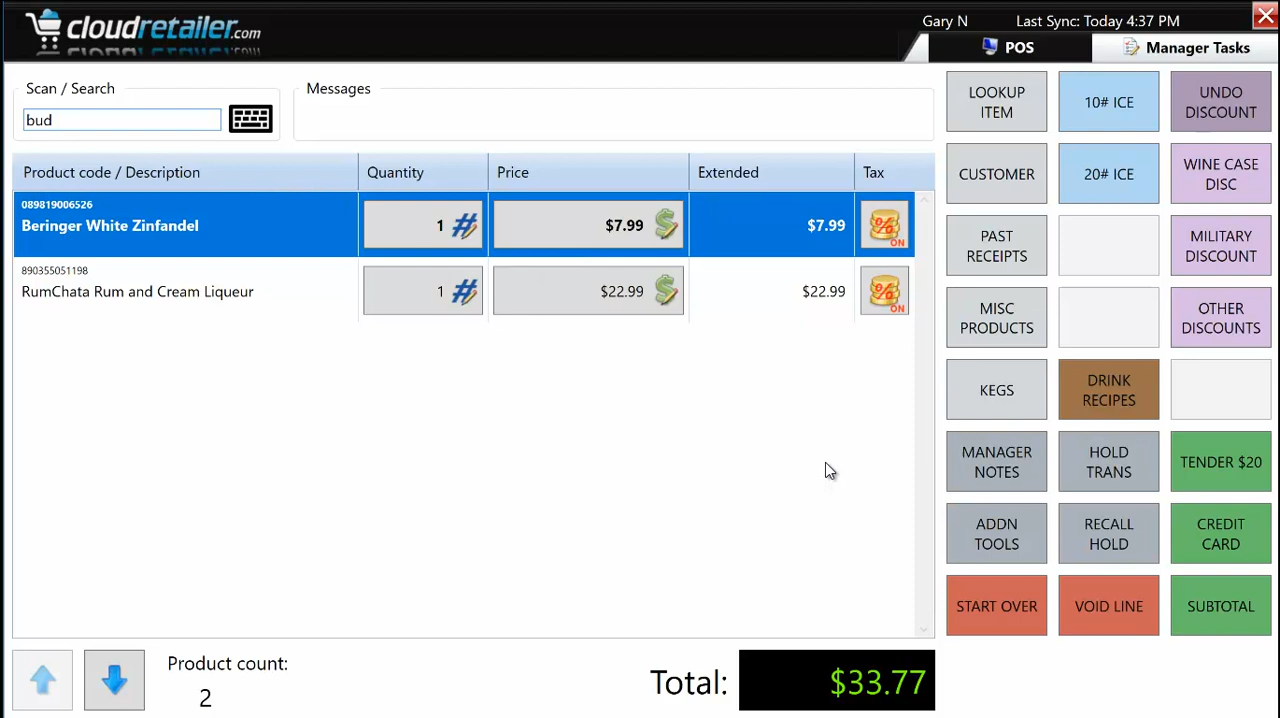 cloudretailer.com
Gary N
Last Sync: Today 4:37 PM
POS
Manager Tasks
Scan / Search
bud
Messages
Product code / Description
Quantity
Price
Extended
Tax
089819006526
Beringer White Zinfandel
1
$7.99
$7.99
ON
890355051198
RumChata Rum and Cream Liqueur
1
$22.99
$22.99
ON
LOOKUP
ITEM
10# ICE
UNDO
DISCOUNT
CUSTOMER
20# ICE
WINE CASE
DISC
PAST
RECEIPTS
MILITARY
DISCOUNT
MISC
PRODUCTS
OTHER
DISCOUNTS
KEGS
DRINK
RECIPES
MANAGER
NOTES
HOLD
TRANS
TENDER $20
ADDN
TOOLS
RECALL
HOLD
CREDIT
CARD
START OVER
VOID LINE
SUBTOTAL
Product count:
2
Total:
$33.77